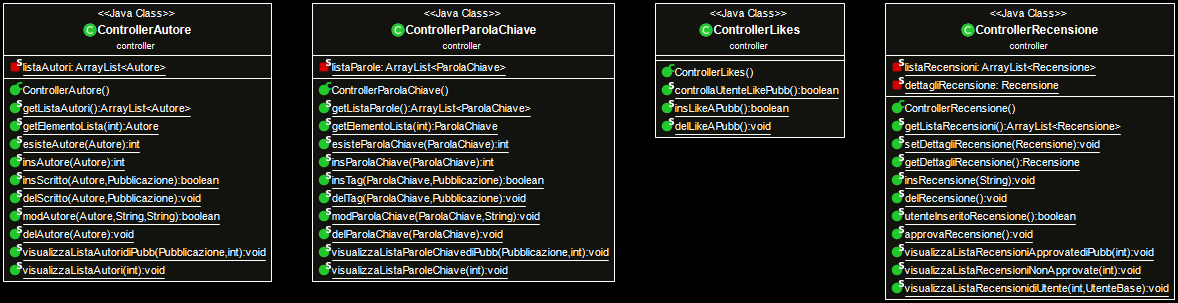 <<Java Class>>
ControllerAutore
controller
listaAutori: ArrayList<Autore>
ControllerAutore()
getListaAutori():ArrayList<Autore>
getElementoLista(int):Autore
esisteAutore(Autore):int
insAutore(Autore):int
insScritto(Autore,Pubblicazione):boolean
delScritto(Autore,Pubblicazione):void
modAutore(Autore,String,String):boolean
delAutore(Autore):void
visualizzaListaAutoridiPubb(Pubblicazione,int):void
visualizzaListaAutori(int):void
<<Java Class>>
ControllerParolaChiave
controller
listaParole: ArrayList<ParolaChiave>
ControllerParolaChiave()
getListaParole():ArrayList<ParolaChiave>
getElementoLista(int):ParolaChiave
esisteParolaChiave(ParolaChiave):int
insParolaChiave(ParolaChiave):int
insTag(ParolaChiave,Pubblicazione):boolean
delTag(ParolaChiave,Pubblicazione):void
modParolaChiave(ParolaChiave,String):void
delParolaChiave(ParolaChiave):void
visualizzaListaParoleChiavediPubb(Pubblicazione,int):void
visualizzaListaParoleChiave(int):void
<<Java Class>>
ControllerLikes
controller
ControllerLikes()
controllaUtenteLikePubb():boolean
insLikeAPubb():boolean
delLikeAPubb():void
<<Java Class>>
ControllerRecensione
controller
listaRecensioni: ArrayList<Recensione>
dettagliRecensione: Recensione
ControllerRecensione()
getListaRecensioni():ArrayList<Recensione>
setDettagliRecensione(Recensione):void
getDettagliRecensione():Recensione
insRecensione(String):void
delRecensione():void
utenteInseritoRecensione():boolean
approvaRecensione():void
visualizzaListaRecensioniApprovatediPubb(int):void
visualizzaListaRecensioniNonApprovate(int):void
visualizzaListaRecensionidiUtente(int,UtenteBase):void